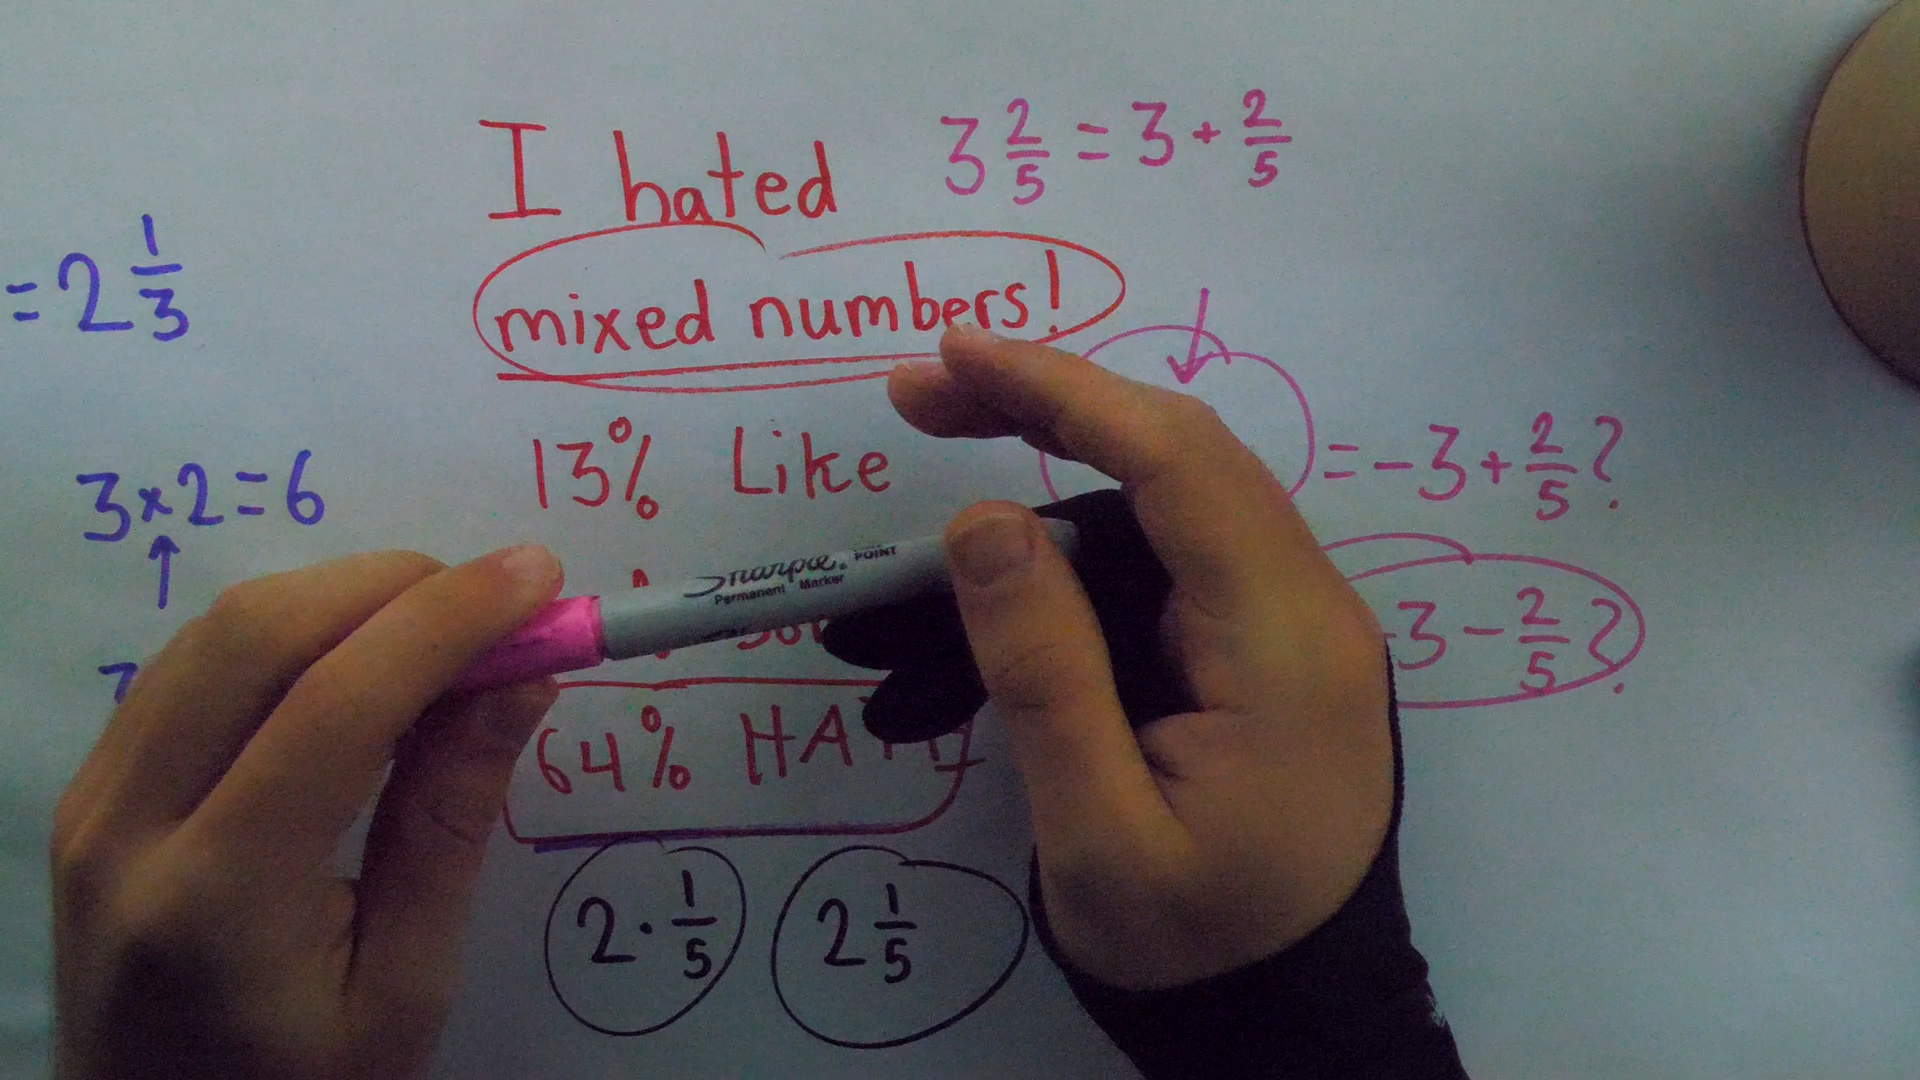 I hated
mixed numbers!
3 2/5 = 3 + 2/5
= 2 1/3
13% Like
= -3 + 2/5 ?
3 × 2 = 6
Sharpie.
POINT
Permanent Marker
3 - 2/5 ?
64%
2 · 1/5
2 1/5